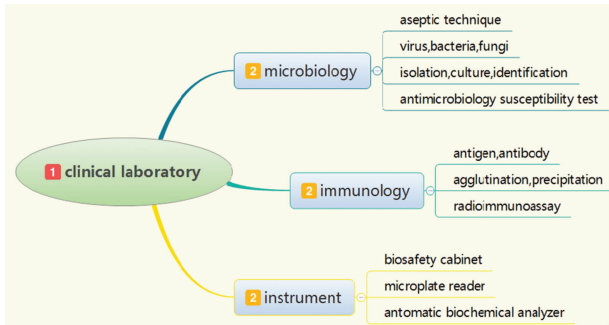 aseptic technique
virus,bacteria,fungi
2 microbiology
isolation,culture,identification
antimicrobiology susceptibility test
1 clinical laboratory
antigen,antibody
2 immunology
agglutination,precipitation
radioimmunoassay
biosafety cabinet
2 instrument
microplate reader
antomatic biochemical analyzer